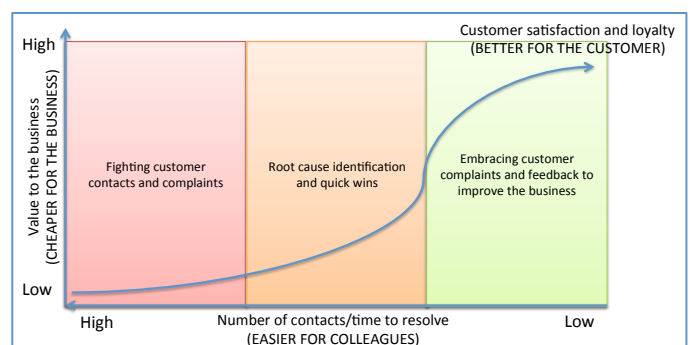 Customer satisfaction and loyalty
(BETTER FOR THE CUSTOMER)
High
Value to the business
(CHEAPER FOR THE BUSINESS)
Fighting customer
contacts and complaints
Root cause identification
and quick wins
Embracing customer
complaints and feedback to
improve the business
Low
High
Number of contacts/time to resolve
(EASIER FOR COLLEAGUES)
Low